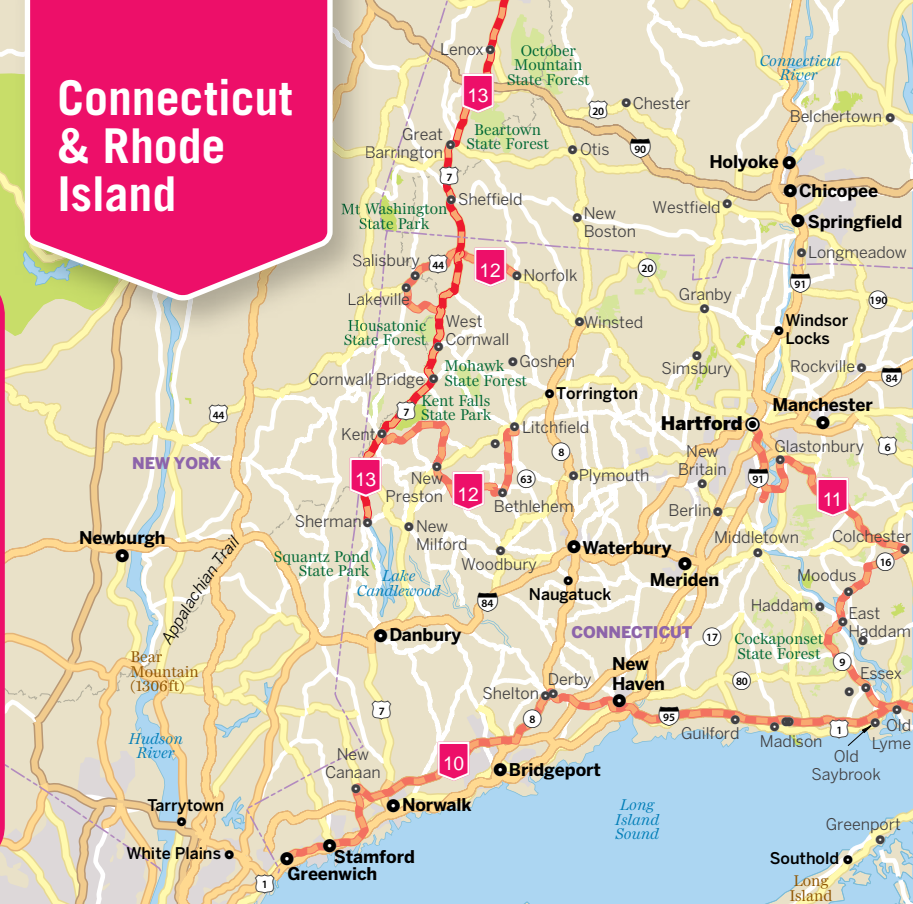 Connecticut
& Rhode
Island
Lenox
October
Mountain
State Forest
Connecticut
River
13
20
Chester
Belchertown
Great
Barrington
Beartown
State Forest
Otis
90
Holyoke
7
Chicopee
Sheffield
Mt Washington
State Park
Westfield
New
Boston
Springfield
Longmeadow
Salisbury
44
12
Norfolk
20
91
Lakeville
Granby
190
West
Cornwall
Housatonic
State Forest
Winsted
Windsor
Locks
Goshen
Simsbury
Rockville
84
Mohawk
State Forest
Cornwall Bridge
Torrington
Kent Falls
State Park
7
44
Manchester
Hartford
Kent
Litchfield
NEW YORK
8
Glastonbury
6
New
Britain
13
New
Preston
12
63
Plymouth
91
11
Bethlehem
Berlin
Sherman
New
Milford
Middletown
Colchester
Newburgh
Appalachian Trail
Squantz Pond
State Park
Woodbury
Waterbury
Meriden
16
Lake
Candlewood
Naugatuck
Moodus
84
Haddam
East
Haddam
Danbury
CONNECTICUT
17
Cockaponset
State Forest
9
Bear
Mountain
(1306ft)
New
Haven
Derby
Shelton
80
Essex
7
8
95
1
Old
Lyme
Guilford
Madison
Old
Saybrook
Hudson
River
New
Canaan
10
Bridgeport
Tarrytown
Norwalk
Long
Island
Sound
Greenport
White Plains
Stamford
Greenwich
1
Southold
Long
Island